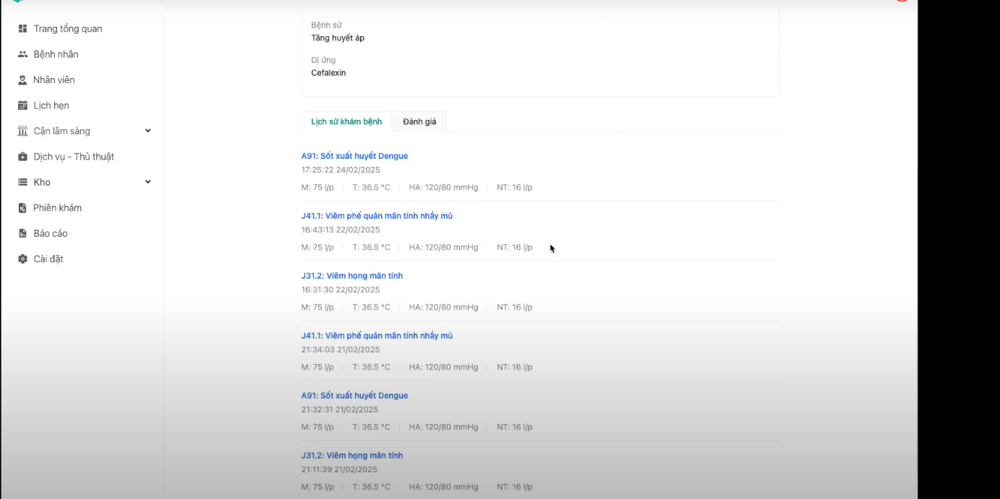 Trang tổng quan
Bệnh nhân
Nhân viên
Lịch hẹn
Cận lâm sàng
Dịch vụ - Thủ thuật
Kho
Phiên khám
Báo cáo
Cài đặt
Bệnh sử
Tăng huyết áp
Dị ứng
Cefalexin
Lịch sử khám bệnh Đánh giá
A91: Sốt xuất huyết Dengue
17:25:22 24/02/2025
M: 75 l/p T: 36.5 °C HA: 120/80 mmHg NT: 16 l/p
J41.1: Viêm phế quản mãn tính nhầy mủ
16:43:13 22/02/2025
M: 75 l/p T: 36.5 °C HA: 120/80 mmHg NT: 16 l/p
J31.2: Viêm họng mãn tính
16:31:30 22/02/2025
M: 75 l/p T: 36.5 °C HA: 120/80 mmHg NT: 16 l/p
J41.1: Viêm phế quản mãn tính nhầy mủ
21:34:03 21/02/2025
M: 75 l/p T: 36.5 °C HA: 120/80 mmHg NT: 16 l/p
A91: Sốt xuất huyết Dengue
21:32:31 21/02/2025
M: 75 l/p T: 36.5 °C HA: 120/80 mmHg NT: 16 l/p
J31.2: Viêm họng mãn tính
21:11:39 21/02/2025
M: 75 l/p T: 36.5 °C HA: 120/80 mmHg NT: 16 l/p